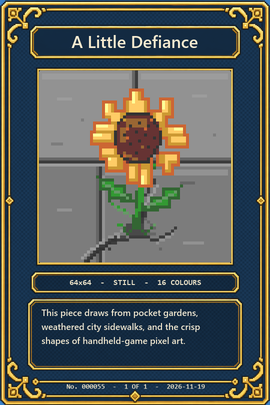 A Little Defiance
64x64 - STILL - 16 COLOURS
This piece draws from pocket gardens,
weathered city sidewalks, and the crisp
shapes of handheld-game pixel art.
No. 000055 - 1 OF 1 - 2026-11-19